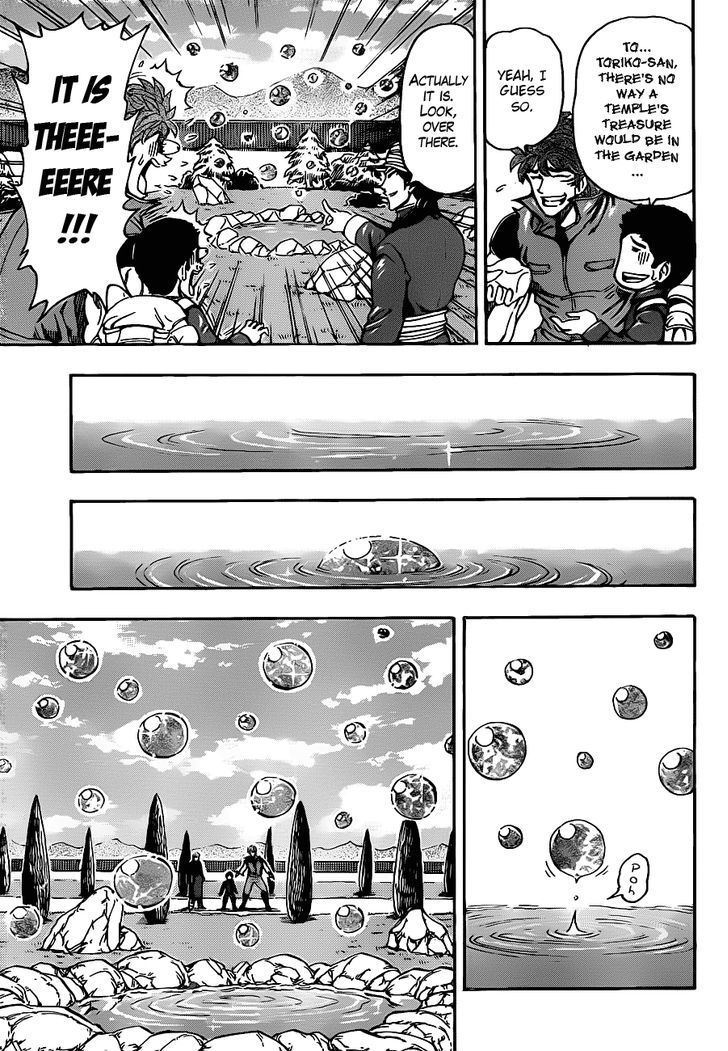 TO...
TORIKO-SAN,
THERE'S NO
WAY A
TEMPLE'S
TREASURE
WOULD BE IN
THE GARDEN
...
YEAH, I
GUESS
SO.
ACTUALLY
IT IS.
LOOK,
OVER
THERE.
IT IS
THEEE-
EEERE
!!!
POH